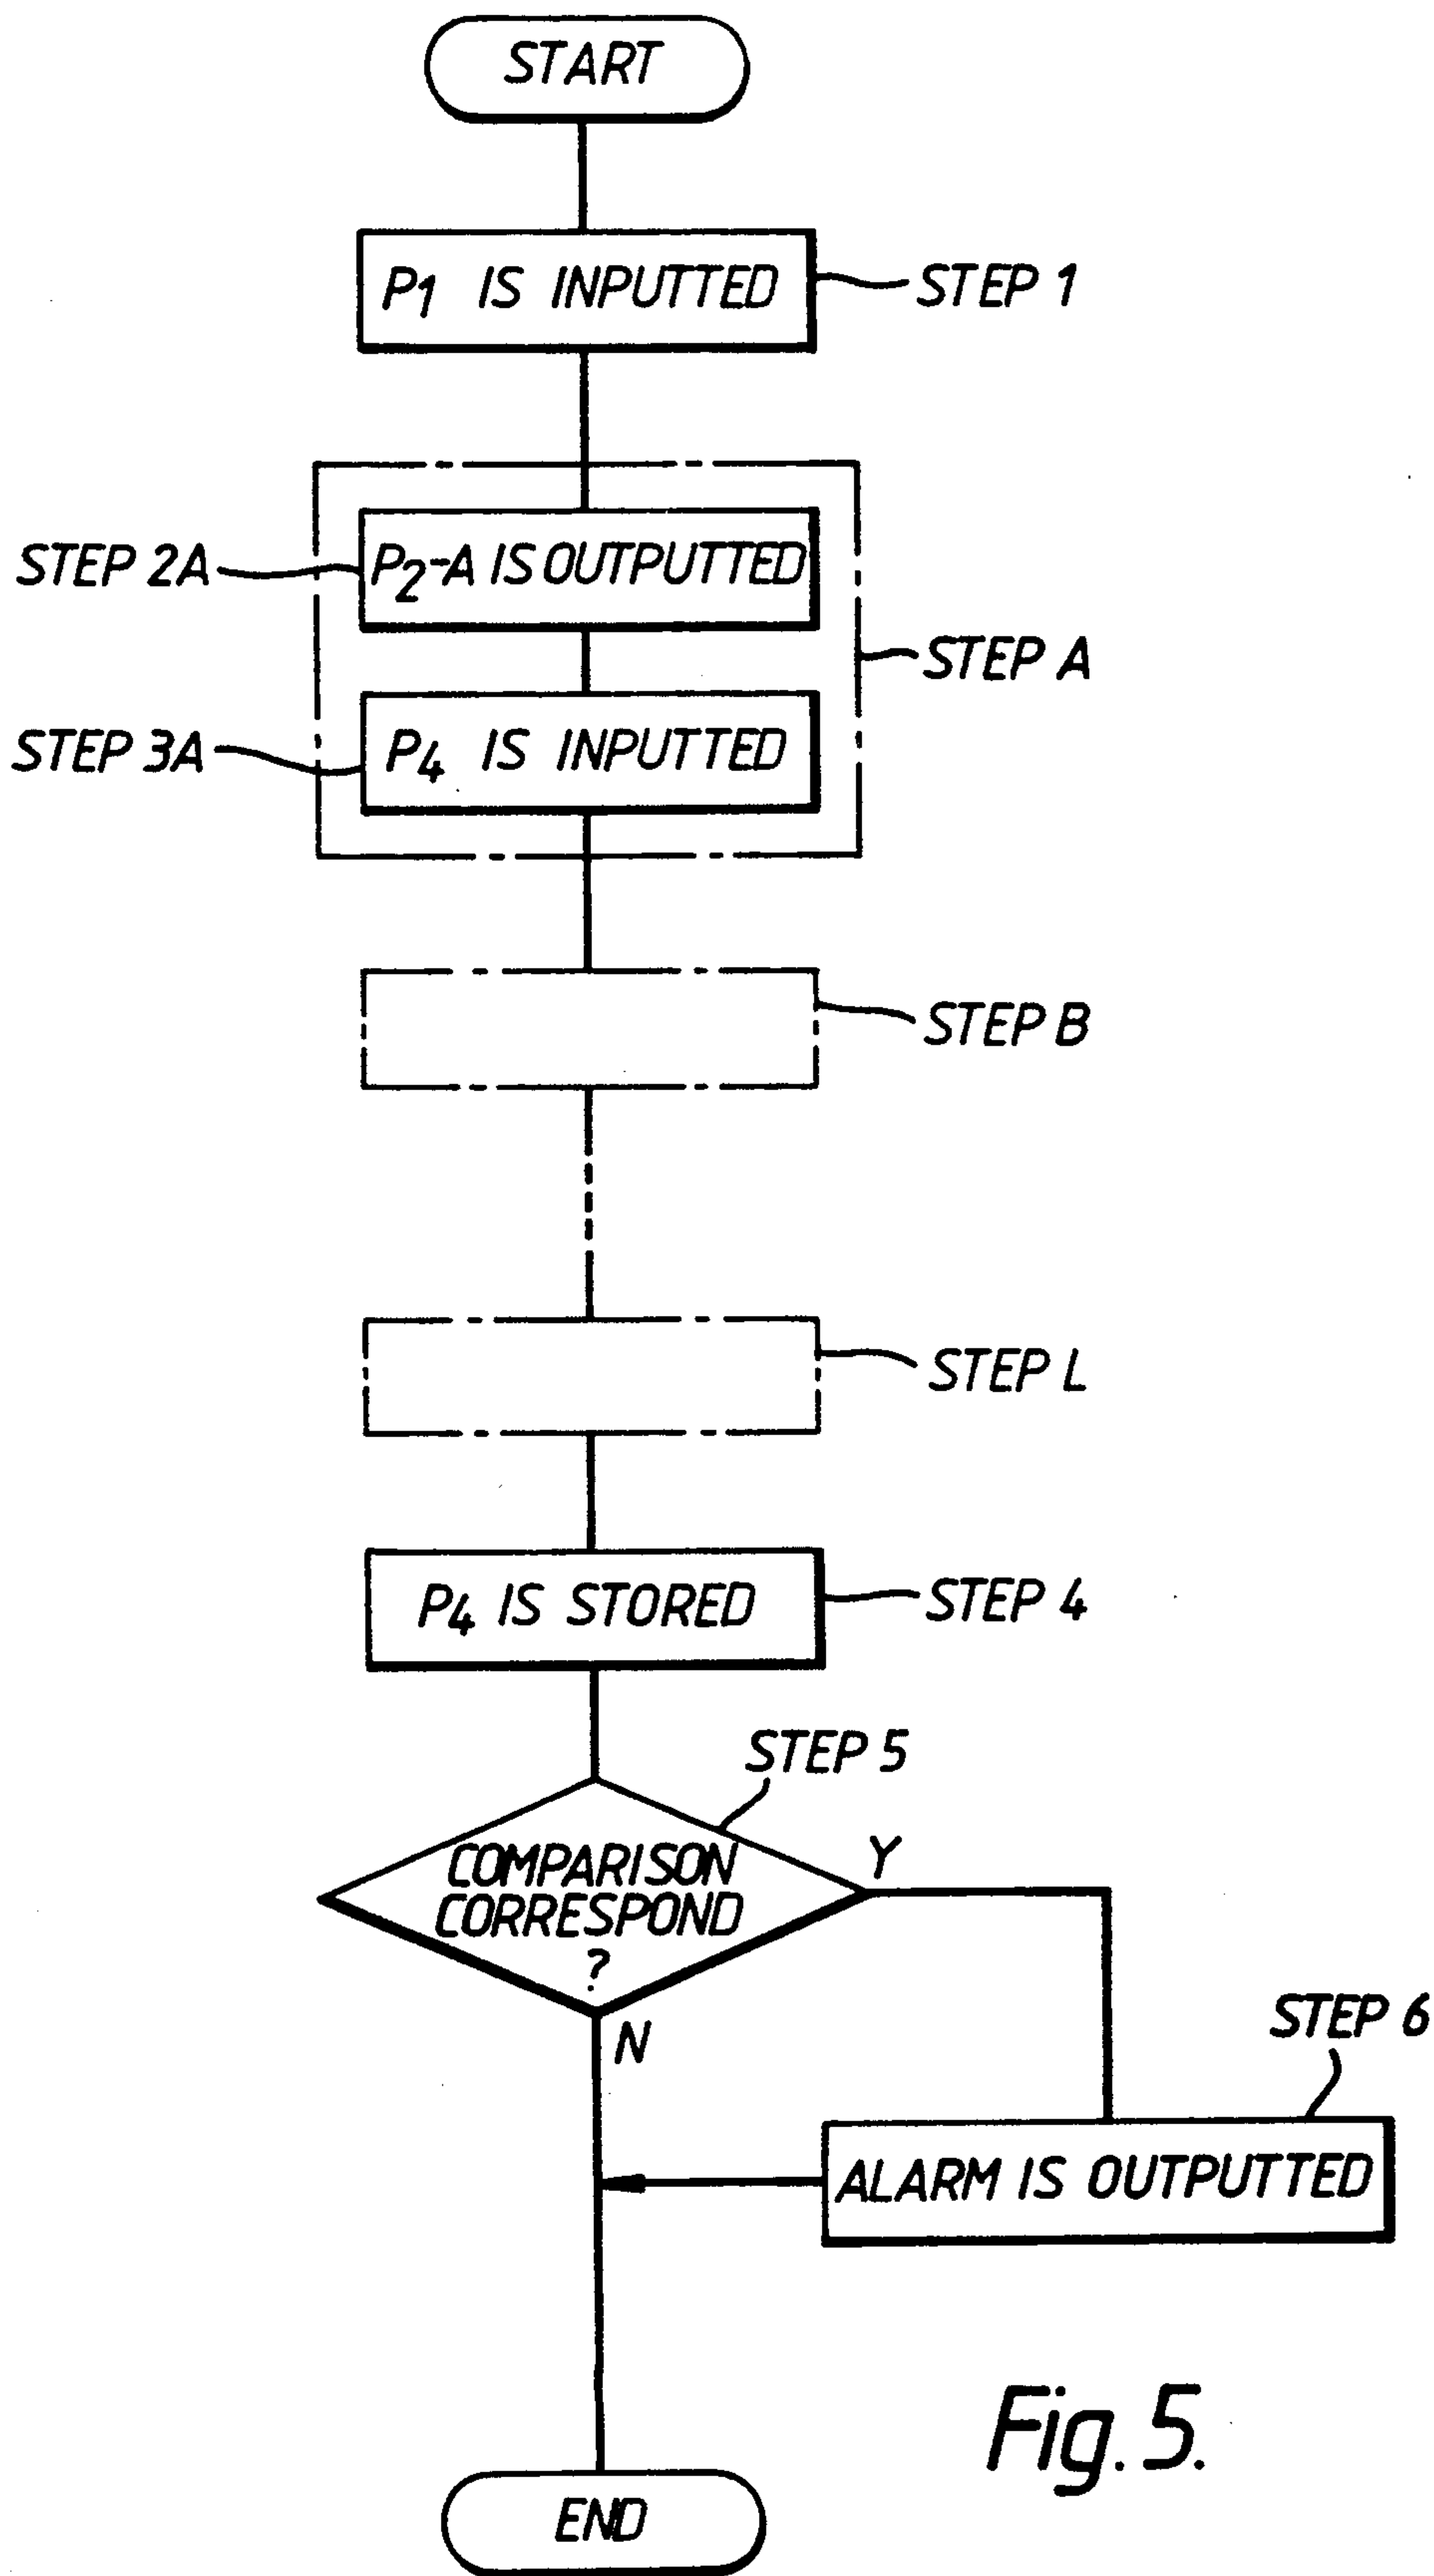 START
P1 IS INPUTTED
STEP 1
STEP 2A
P2-A IS OUTPUTTED
STEP A
STEP 3A
P4 IS INPUTTED
STEP B
STEP L
P4 IS STORED
STEP 4
STEP 5
COMPARISON
CORRESPOND
?
Y
N
STEP 6
ALARM IS OUTPUTTED
Fig. 5.
END